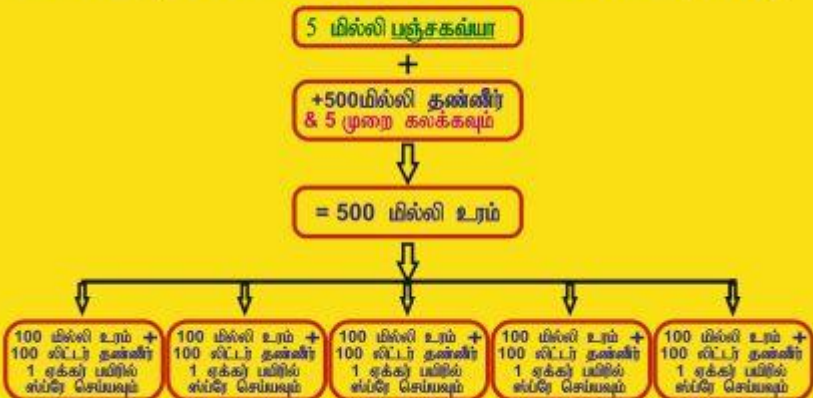 5 மில்லி பஞ்சகவ்யா
+
+500மில்லி தண்ணீர்
& 5 முறை கலக்கவும்
= 500 மில்லி உரம்
100 மில்லி உரம் +
100 லிட்டர் தண்ணீர்
1 ஏக்கர் பயிரில்
ஸ்ப்ரே செய்யவும்
100 மில்லி உரம் +
100 லிட்டர் தண்ணீர்
1 ஏக்கர் பயிரில்
ஸ்ப்ரே செய்யவும்
100 மில்லி உரம் +
100 லிட்டர் தண்ணீர்
1 ஏக்கர் பயிரில்
ஸ்ப்ரே செய்யவும்
100 மில்லி உரம் +
100 லிட்டர் தண்ணீர்
1 ஏக்கர் பயிரில்
ஸ்ப்ரே செய்யவும்
100 மில்லி உரம் +
100 லிட்டர் தண்ணீர்
1 ஏக்கர் பயிரில்
ஸ்ப்ரே செய்யவும்